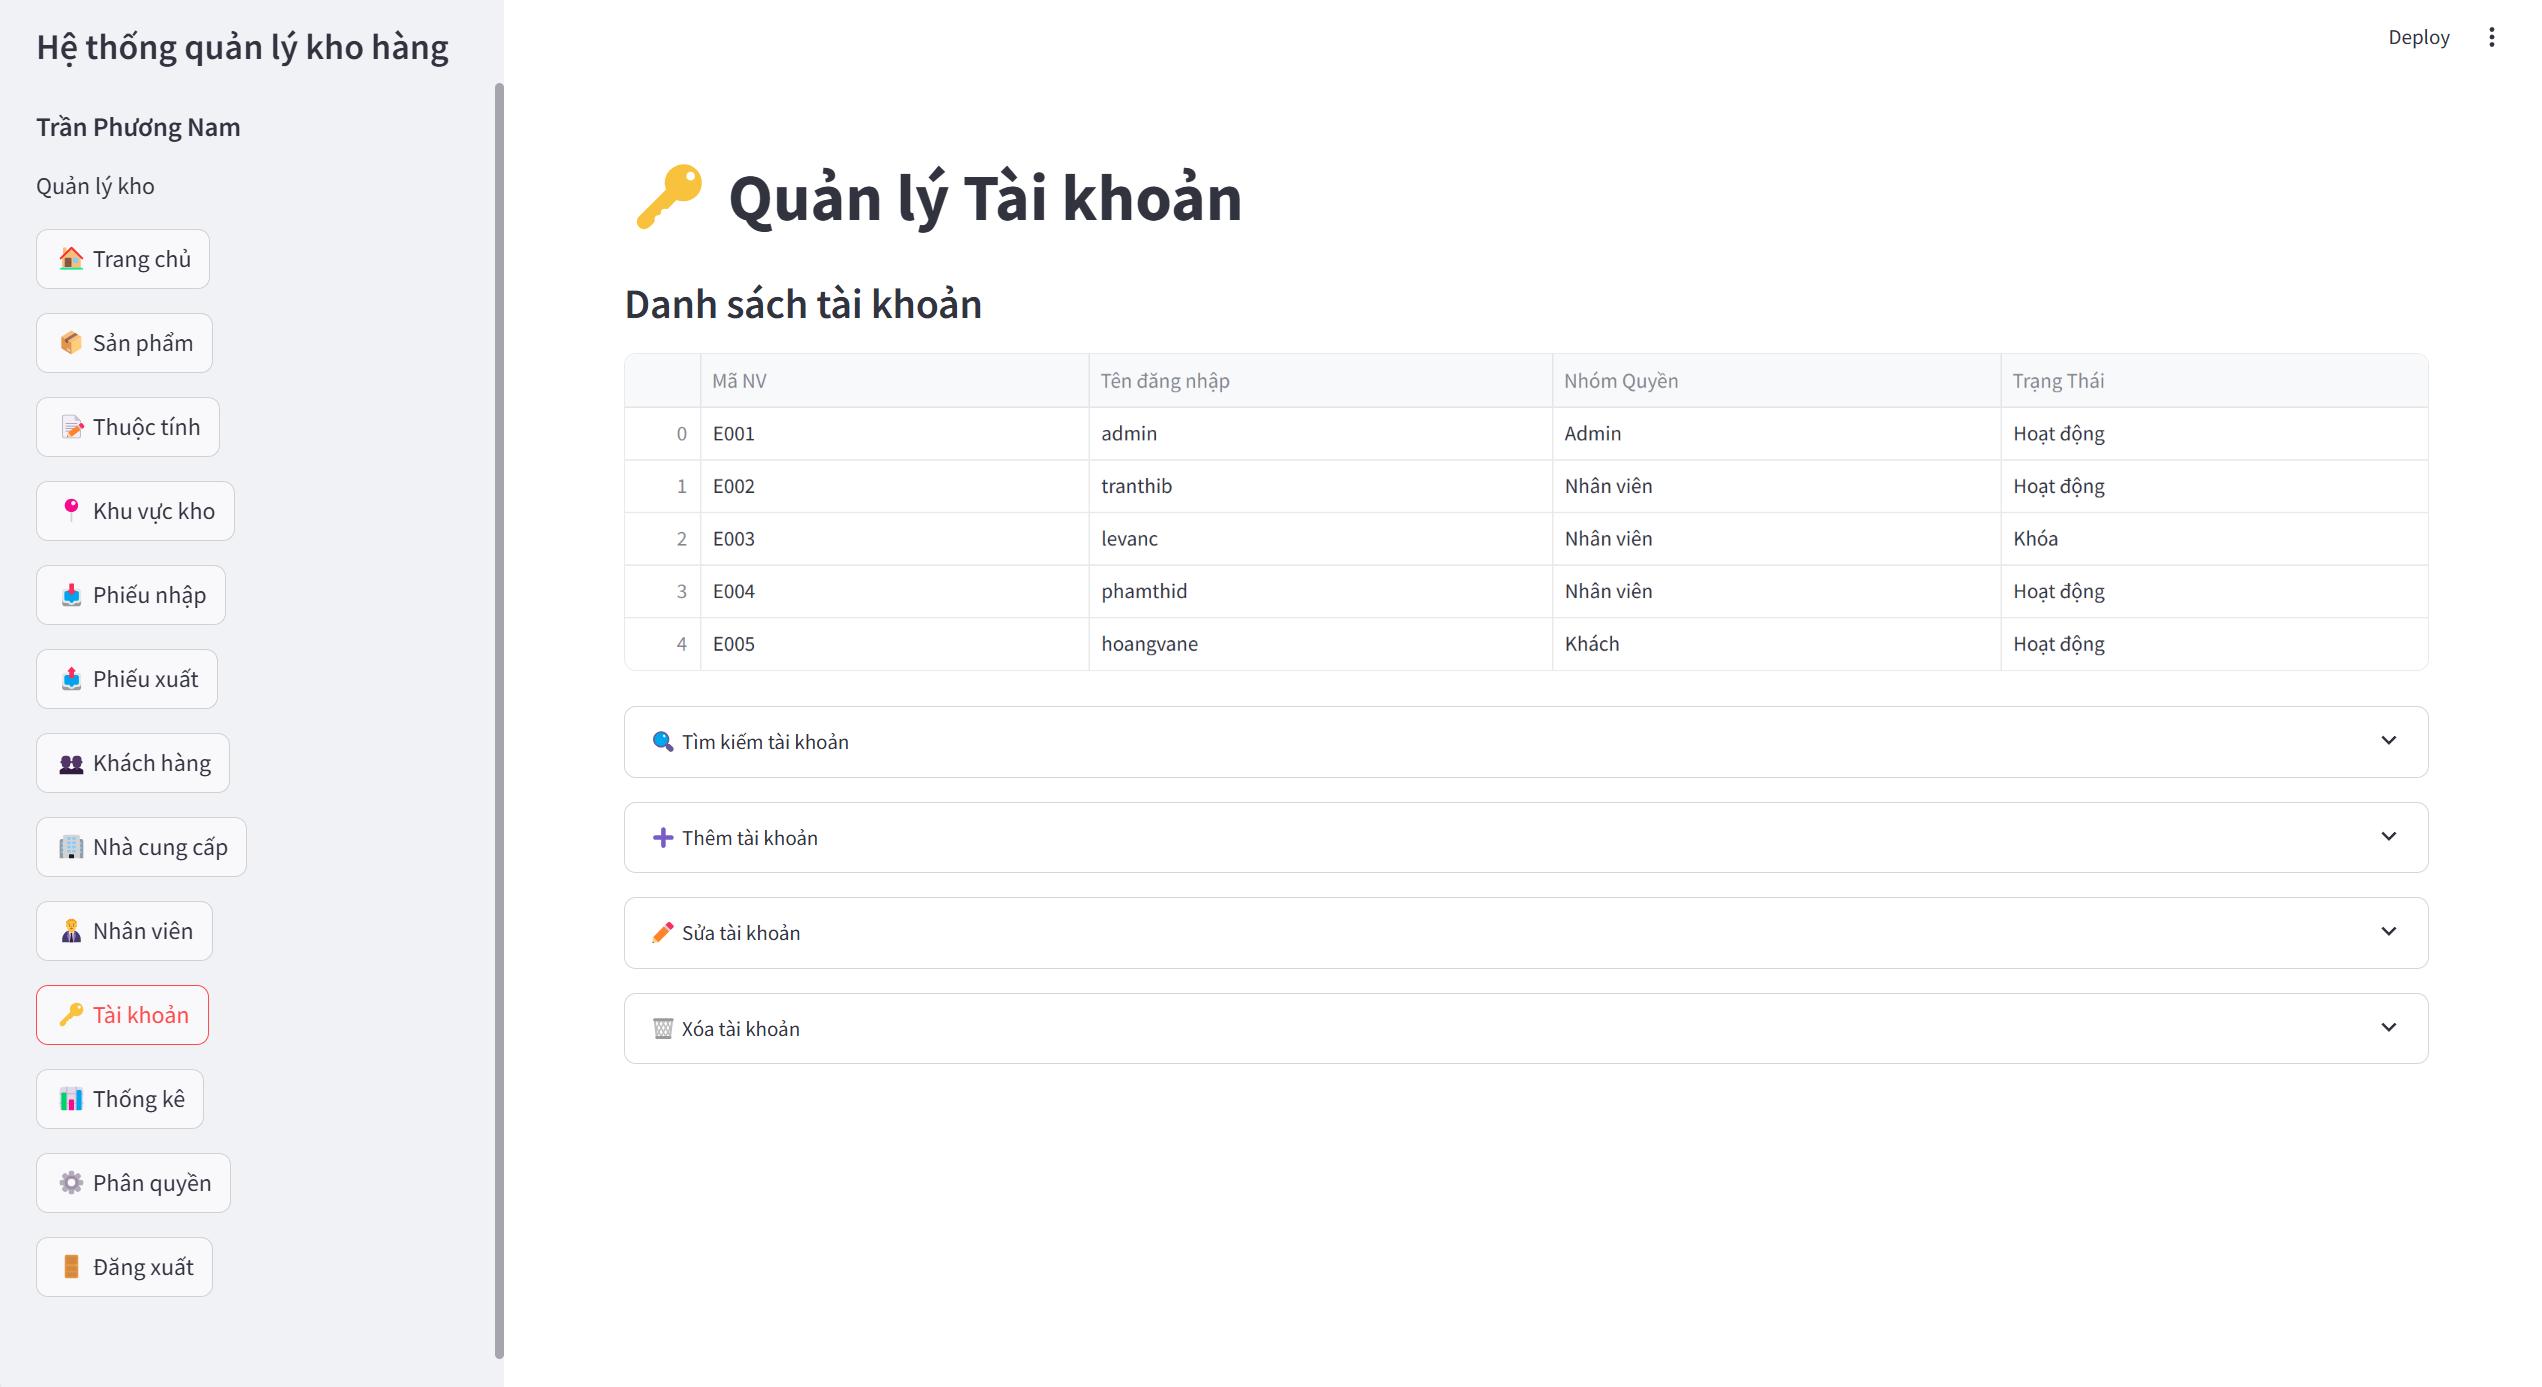 Hệ thống quản lý kho hàng
Trần Phương Nam
Quản lý kho
Trang chủ
Sản phẩm
Thuộc tính
Khu vực kho
Phiếu nhập
Phiếu xuất
Khách hàng
Nhà cung cấp
Nhân viên
Tài khoản
Thống kê
Phân quyền
Đăng xuất
Deploy
Quản lý Tài khoản
Danh sách tài khoản
Mã NV Tên đăng nhập Nhóm Quyền Trạng Thái
0 E001 admin Admin Hoạt động
1 E002 tranthib Nhân viên Hoạt động
2 E003 levanc Nhân viên Khóa
3 E004 phamthid Nhân viên Hoạt động
4 E005 hoangvane Khách Hoạt động
Tìm kiếm tài khoản
Thêm tài khoản
Sửa tài khoản
Xóa tài khoản